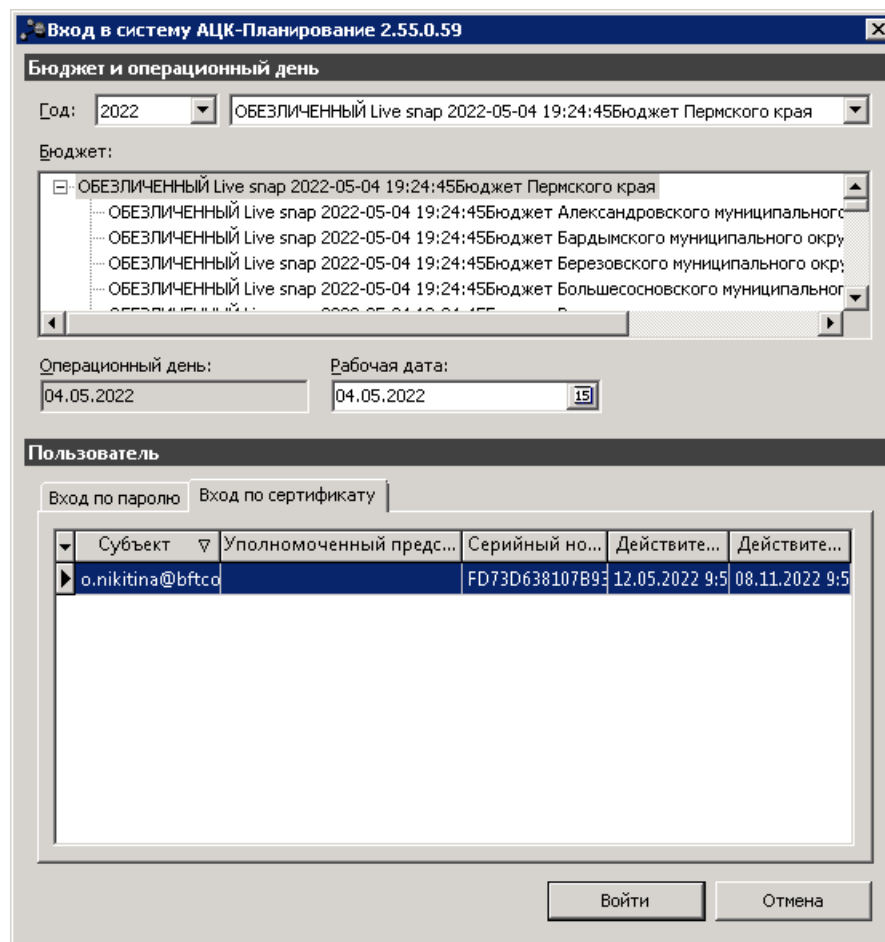 Вход в систему АЦК-Планирование 2.55.0.59
Бюджет и операционный день
Год: 2022 ОБЕЗЛИЧЕННЫЙ Live snap 2022-05-04 19:24:45Бюджет Пермского края
Бюджет:
ОБЕЗЛИЧЕННЫЙ Live snap 2022-05-04 19:24:45Бюджет Пермского края
ОБЕЗЛИЧЕННЫЙ Live snap 2022-05-04 19:24:45Бюджет Александровского муниципального
ОБЕЗЛИЧЕННЫЙ Live snap 2022-05-04 19:24:45Бюджет Бардымского муниципального окру
ОБЕЗЛИЧЕННЫЙ Live snap 2022-05-04 19:24:45Бюджет Березовского муниципального окру
ОБЕЗЛИЧЕННЫЙ Live snap 2022-05-04 19:24:45Бюджет Большесосновского муниципальног
Операционный день: Рабочая дата:
04.05.2022 04.05.2022 15
Пользователь
Вход по паролю Вход по сертификату
Субъект Уполномоченный предс... Серийный но... Действите... Действите...
o.nikitina@bftco FD73D638107B93 12.05.2022 9:5 08.11.2022 9:5
Войти Отмена